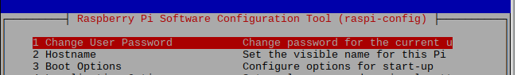 Raspberry Pi Software Configuration Tool (raspi-config)
1 Change User Password Change password for the current u
2 Hostname Set the visible name for this Pi
3 Boot Options Configure options for start-up